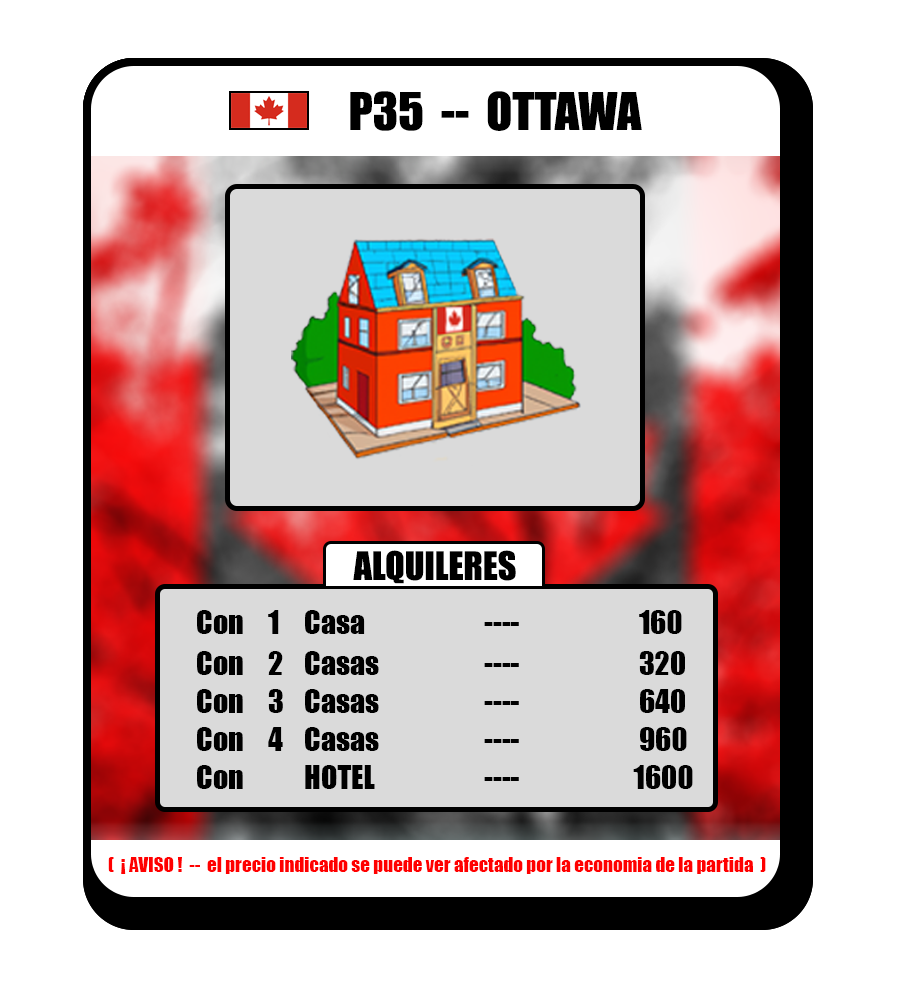 P35 -- OTTAWA
ALQUILERES
Con 1 Casa ---- 160
Con 2 Casas ---- 320
Con 3 Casas ---- 640
Con 4 Casas ---- 960
Con HOTEL ---- 1600
( ¡ AVISO ! -- el precio indicado se puede ver afectado por la economia de la partida )